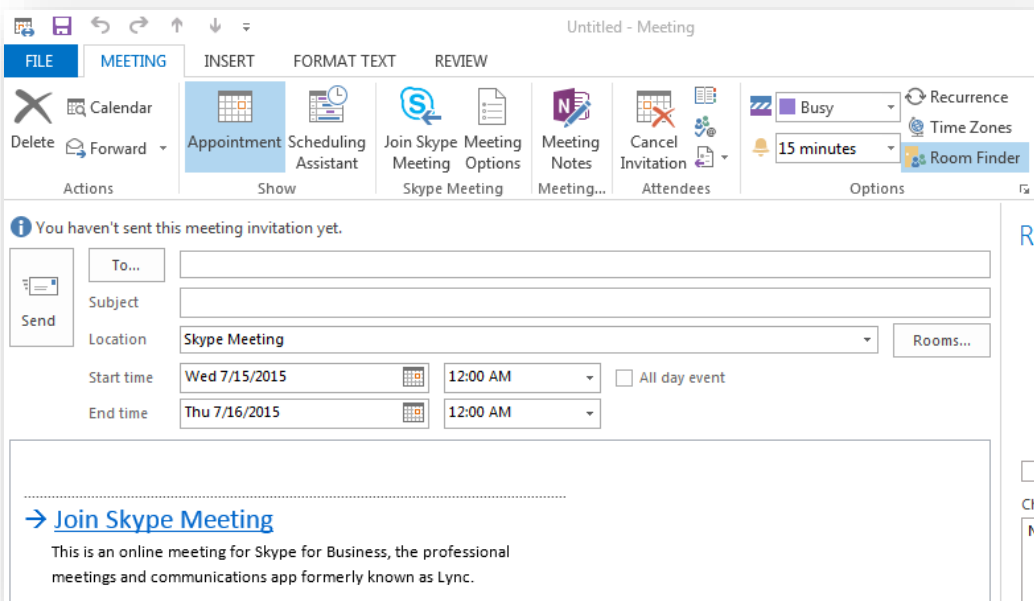 Untitled - Meeting
FILE MEETING INSERT FORMAT TEXT REVIEW
Delete
Calendar
Forward
Actions
Appointment
Scheduling
Assistant
Show
Join Skype
Meeting
Meeting
Options
Skype Meeting
N
Meeting
Notes
Meeting...
Cancel
Invitation
Attendees
Busy
15 minutes
Recurrence
Time Zones
Room Finder
Options
You haven't sent this meeting invitation yet.
Send
To...
Subject
Location Skype Meeting Rooms...
Start time Wed 7/15/2015 12:00 AM All day event
End time Thu 7/16/2015 12:00 AM
→ Join Skype Meeting
This is an online meeting for Skype for Business, the professional
meetings and communications app formerly known as Lync.
R